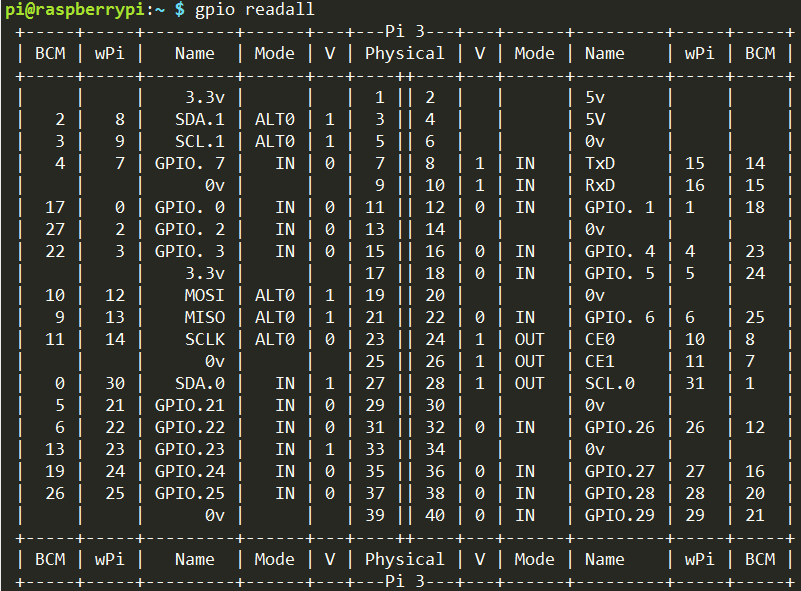 pi@raspberrypi:~ $ gpio readall
+-----+-----+---------+------+---+---Pi 3---+---+------+---------+-----+-----+
| BCM | wPi |   Name  | Mode | V | Physical | V | Mode | Name    | wPi | BCM |
+-----+-----+---------+------+---+----++----+---+------+---------+-----+-----+
|     |     |    3.3v |      |   |  1 || 2  |   |      | 5v      |     |     |
|   2 |   8 |   SDA.1 | ALT0 | 1 |  3 || 4  |   |      | 5V      |     |     |
|   3 |   9 |   SCL.1 | ALT0 | 1 |  5 || 6  |   |      | 0v      |     |     |
|   4 |   7 | GPIO. 7 |   IN | 0 |  7 || 8  | 1 | IN   | TxD     | 15  | 14  |
|     |     |      0v |      |   |  9 || 10 | 1 | IN   | RxD     | 16  | 15  |
|  17 |   0 | GPIO. 0 |   IN | 0 | 11 || 12 | 0 | IN   | GPIO. 1 | 1   | 18  |
|  27 |   2 | GPIO. 2 |   IN | 0 | 13 || 14 |   |      | 0v      |     |     |
|  22 |   3 | GPIO. 3 |   IN | 0 | 15 || 16 | 0 | IN   | GPIO. 4 | 4   | 23  |
|     |     |    3.3v |      |   | 17 || 18 | 0 | IN   | GPIO. 5 | 5   | 24  |
|  10 |  12 |    MOSI | ALT0 | 1 | 19 || 20 |   |      | 0v      |     |     |
|   9 |  13 |    MISO | ALT0 | 1 | 21 || 22 | 0 | IN   | GPIO. 6 | 6   | 25  |
|  11 |  14 |    SCLK | ALT0 | 0 | 23 || 24 | 1 | OUT  | CE0     | 10  | 8   |
|     |     |      0v |      |   | 25 || 26 | 1 | OUT  | CE1     | 11  | 7   |
|   0 |  30 |   SDA.0 |   IN | 1 | 27 || 28 | 1 | OUT  | SCL.0   | 31  | 1   |
|   5 |  21 | GPIO.21 |   IN | 0 | 29 || 30 |   |      | 0v      |     |     |
|   6 |  22 | GPIO.22 |   IN | 0 | 31 || 32 | 0 | IN   | GPIO.26 | 26  | 12  |
|  13 |  23 | GPIO.23 |   IN | 1 | 33 || 34 |   |      | 0v      |     |     |
|  19 |  24 | GPIO.24 |   IN | 0 | 35 || 36 | 0 | IN   | GPIO.27 | 27  | 16  |
|  26 |  25 | GPIO.25 |   IN | 0 | 37 || 38 | 0 | IN   | GPIO.28 | 28  | 20  |
|     |     |      0v |      |   | 39 || 40 | 0 | IN   | GPIO.29 | 29  | 21  |
+-----+-----+---------+------+---+----++----+---+------+---------+-----+-----+
| BCM | wPi |   Name  | Mode | V | Physical | V | Mode | Name    | wPi | BCM |
+-----+-----+---------+------+---+---Pi 3---+---+------+---------+-----+-----+